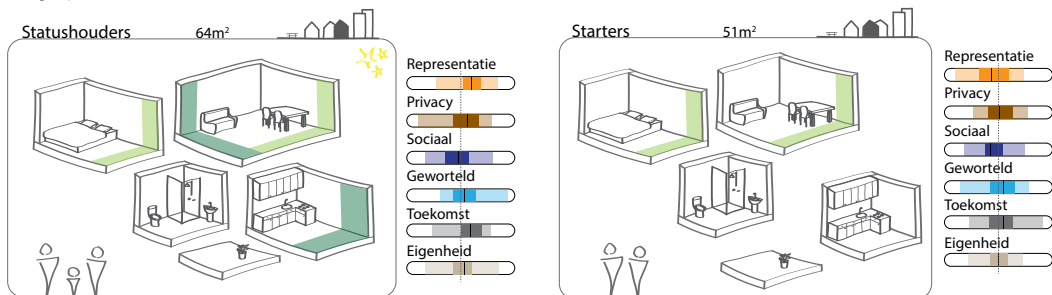 Statushouders 64m²
Representatie
Privacy
Sociaal
Geworteld
Toekomst
Eigenheid
Starters 51m²
Representatie
Privacy
Sociaal
Geworteld
Toekomst
Eigenheid